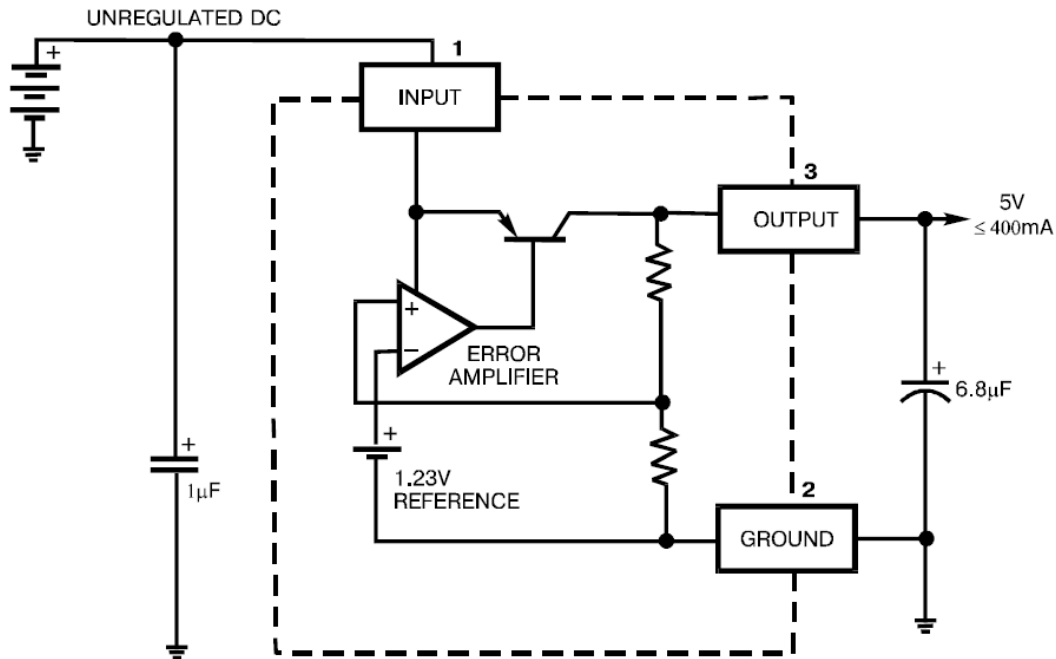 UNREGULATED DC
+
1
INPUT
3
OUTPUT
5V
≤ 400mA
+
−
ERROR
AMPLIFIER
+
6.8µF
+
1µF
+
1.23V
REFERENCE
2
GROUND